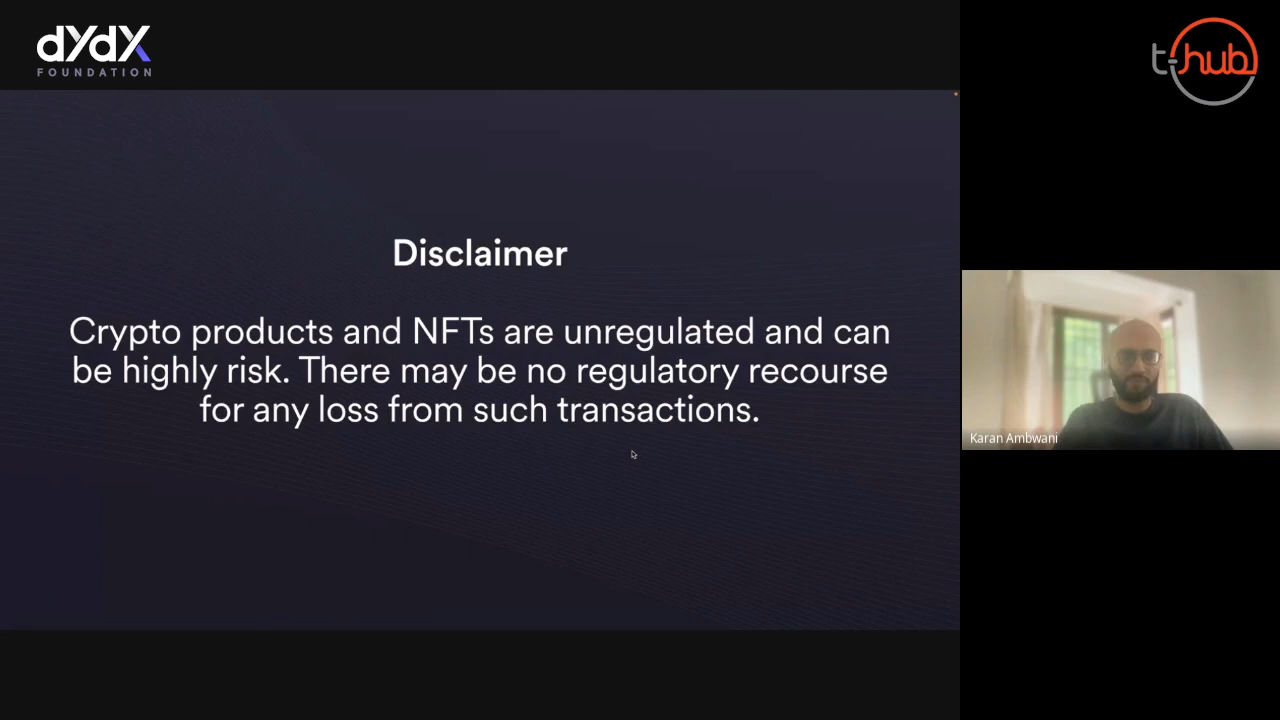 dYdX
FOUNDATION
t-hub
Disclaimer
Crypto products and NFTs are unregulated and can
be highly risk. There may be no regulatory recourse
for any loss from such transactions.
Karan Ambwani